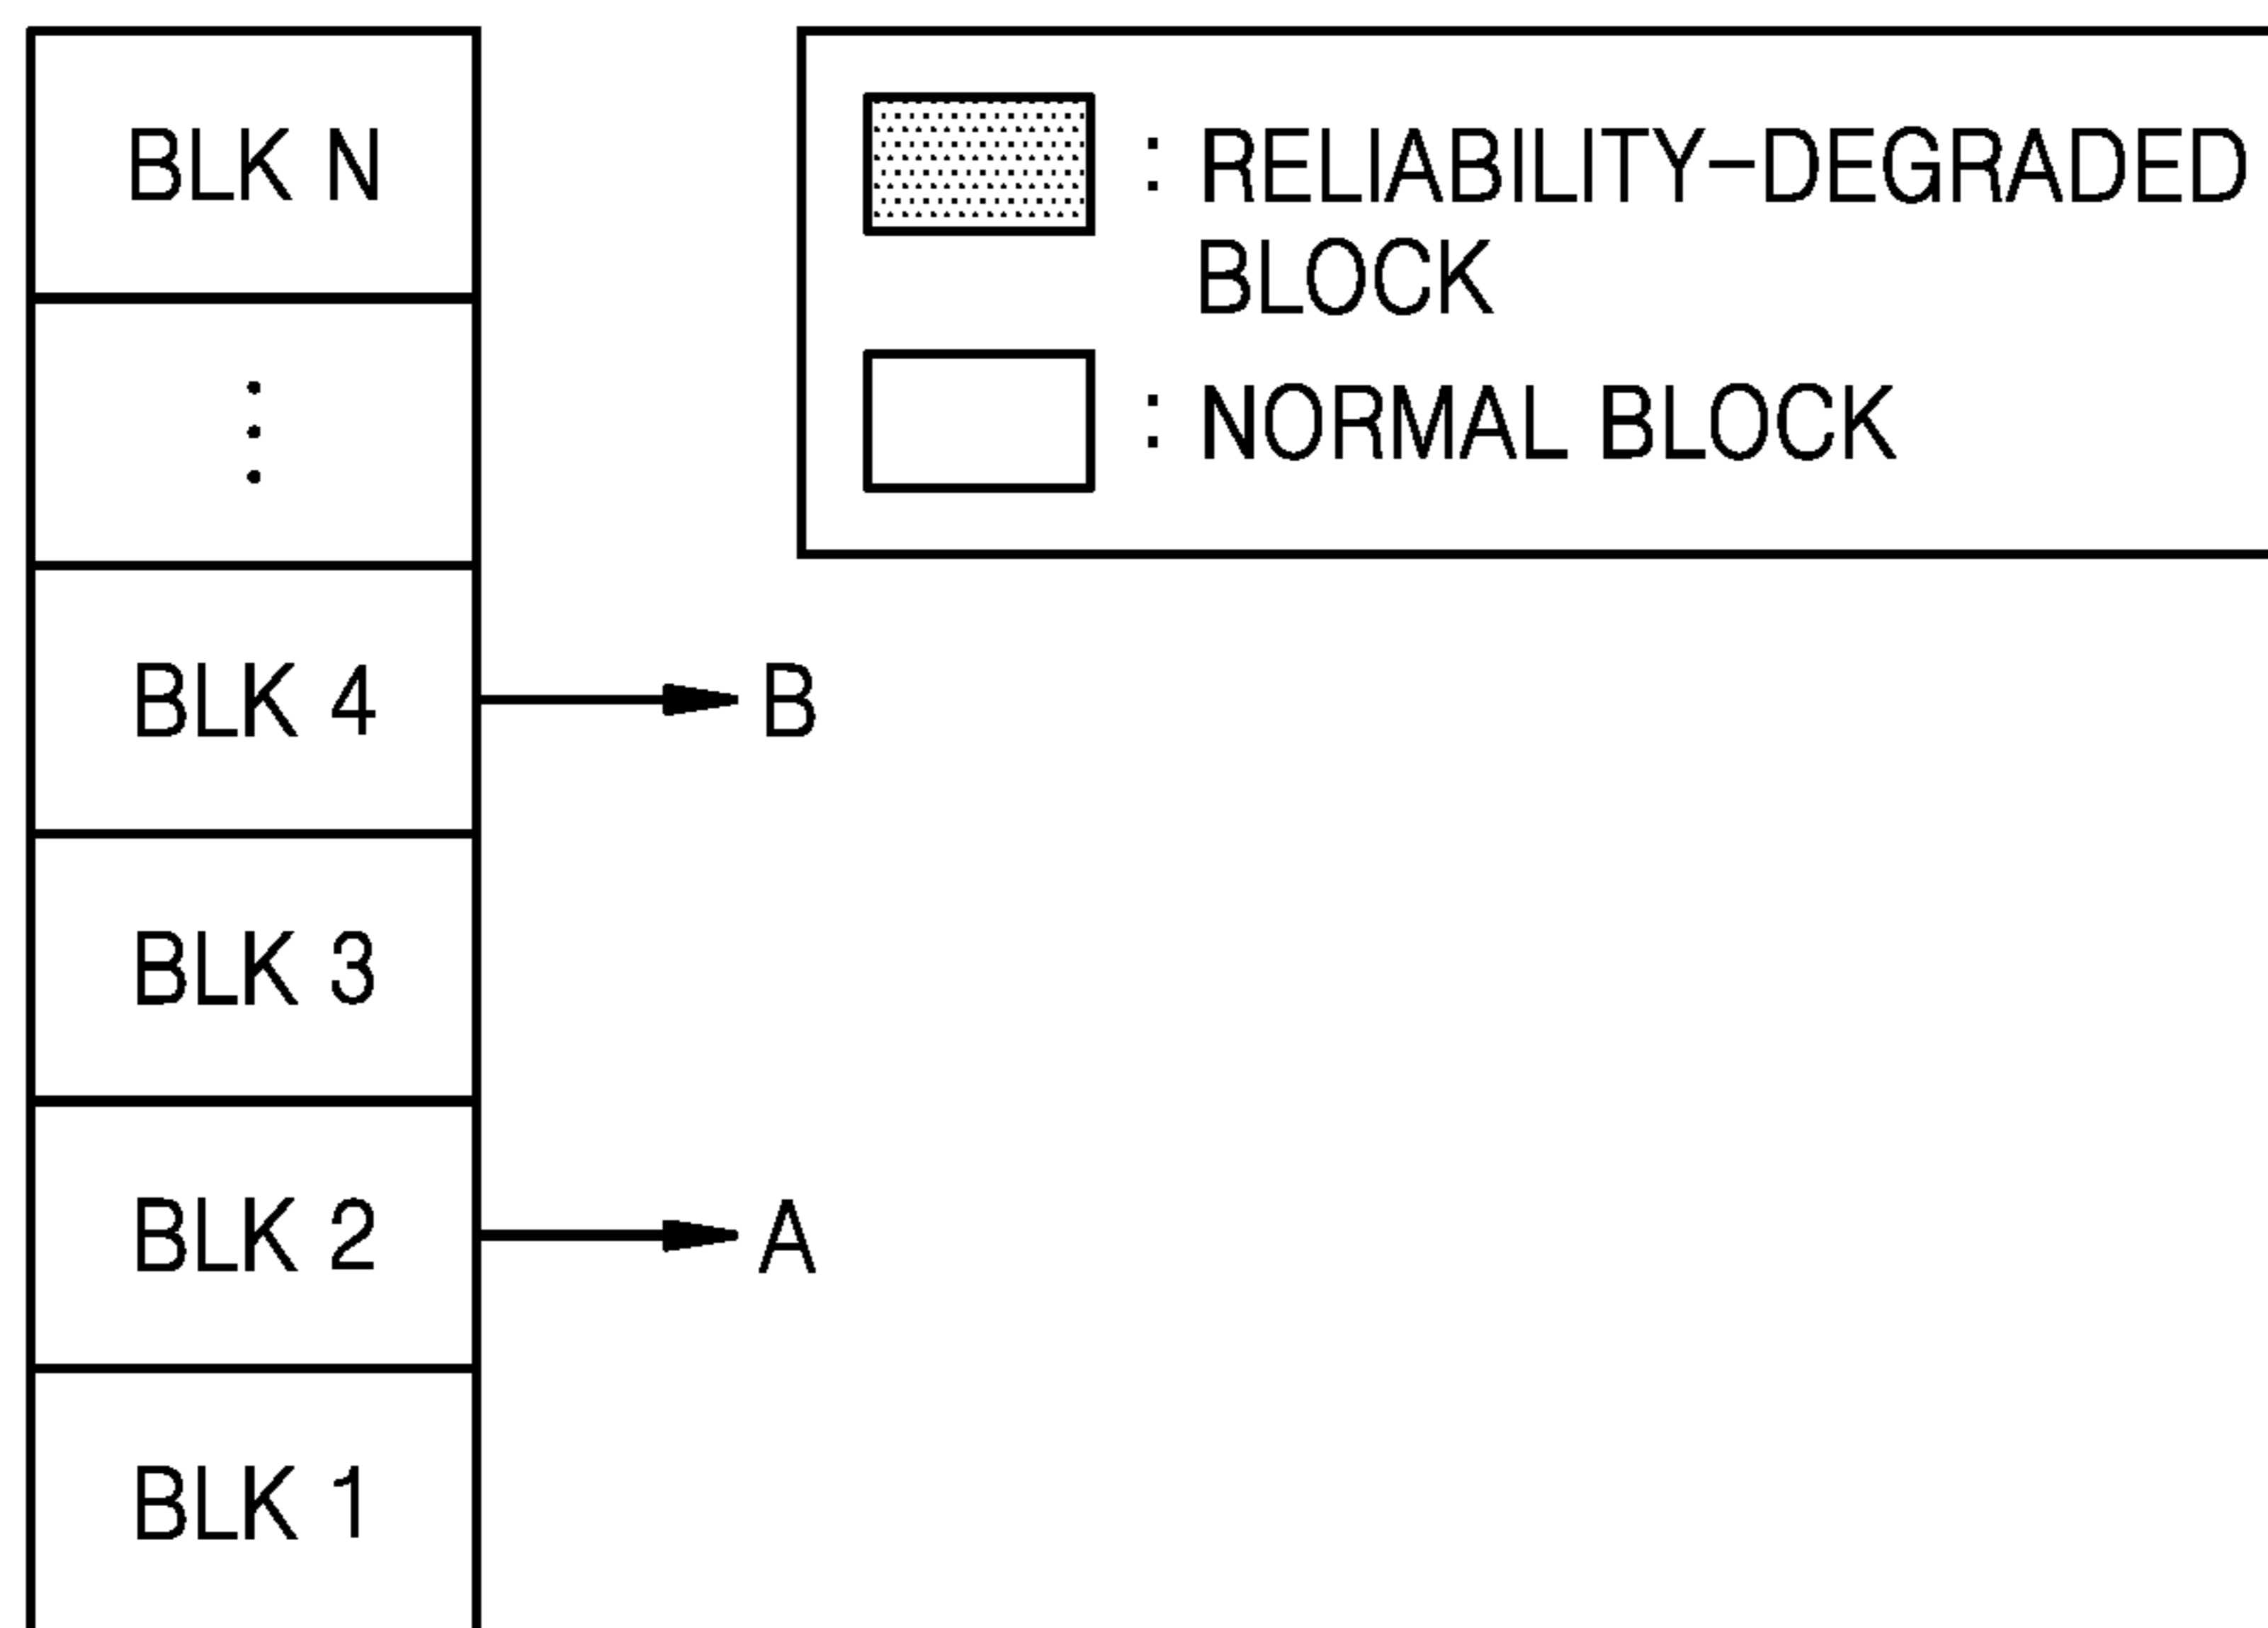 BLK N
: RELIABILITY-DEGRADED
BLOCK
: NORMAL BLOCK
BLK 4
B
BLK 3
BLK 2
A
BLK 1